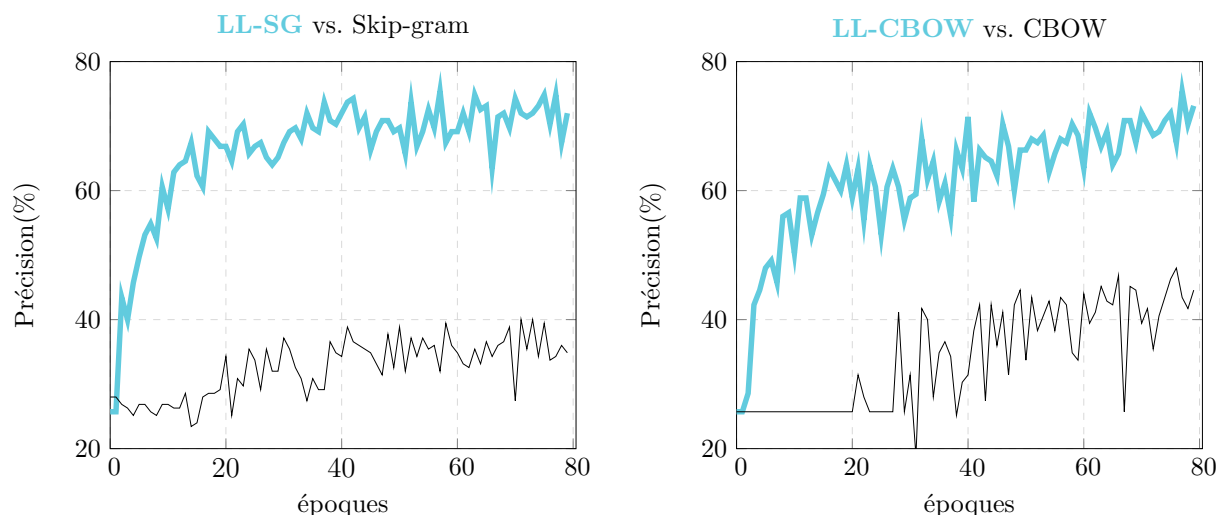 LL-SG vs. Skip-gram
80
60
40
20
Précision(%)
0 20 40 60 80
époques
LL-CBOW vs. CBOW
80
60
40
20
Précision(%)
0 20 40 60 80
époques